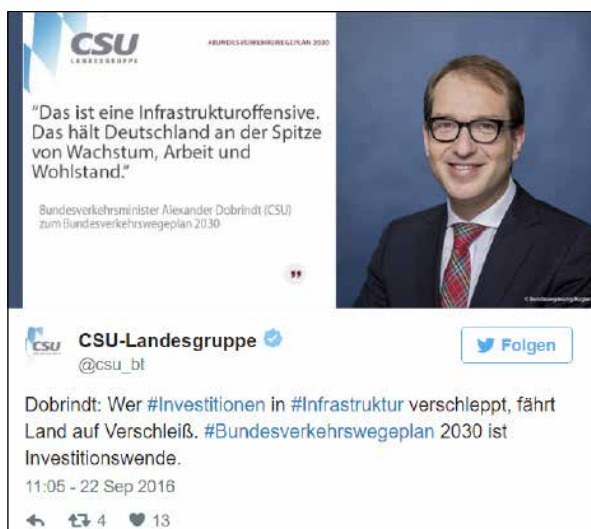 CSU
LANDESGRUPPE
#BUNDESVERKEHRSWEGEPLAN 2030
"Das ist eine Infrastrukturoffensive.
Das hält Deutschland an der Spitze
von Wachstum, Arbeit und
Wohlstand."
Bundesverkehrsminister Alexander Dobrindt (CSU)
zum Bundesverkehrswegeplan 2030
CSU
CSU-Landesgruppe
@csu_bt
Folgen
Dobrindt: Wer #Investitionen in #Infrastruktur verschleppt, fährt
Land auf Verschleiß. #Bundesverkehrswegeplan 2030 ist
Investitionswende.
11:05 - 22 Sep 2016
4 13